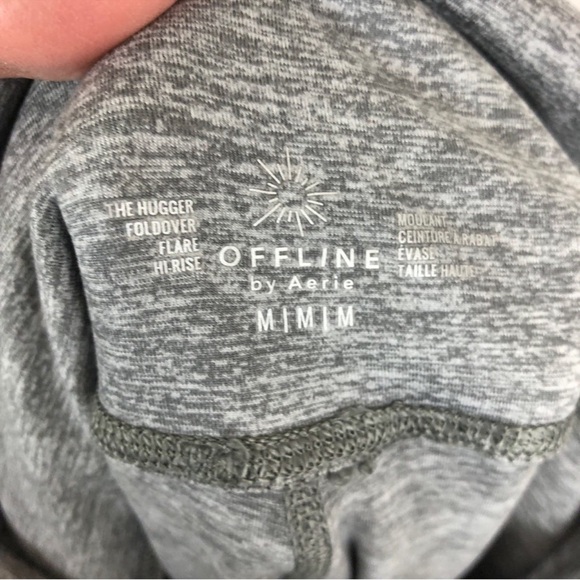 THE HUGGER
FOLDOVER
FLARE
HI-RISE
OFFLINE
by Aerie
M|M|M
MOULANT
CEINTURE À RABAT
ÉVASÉ
TAILLE HAUTE